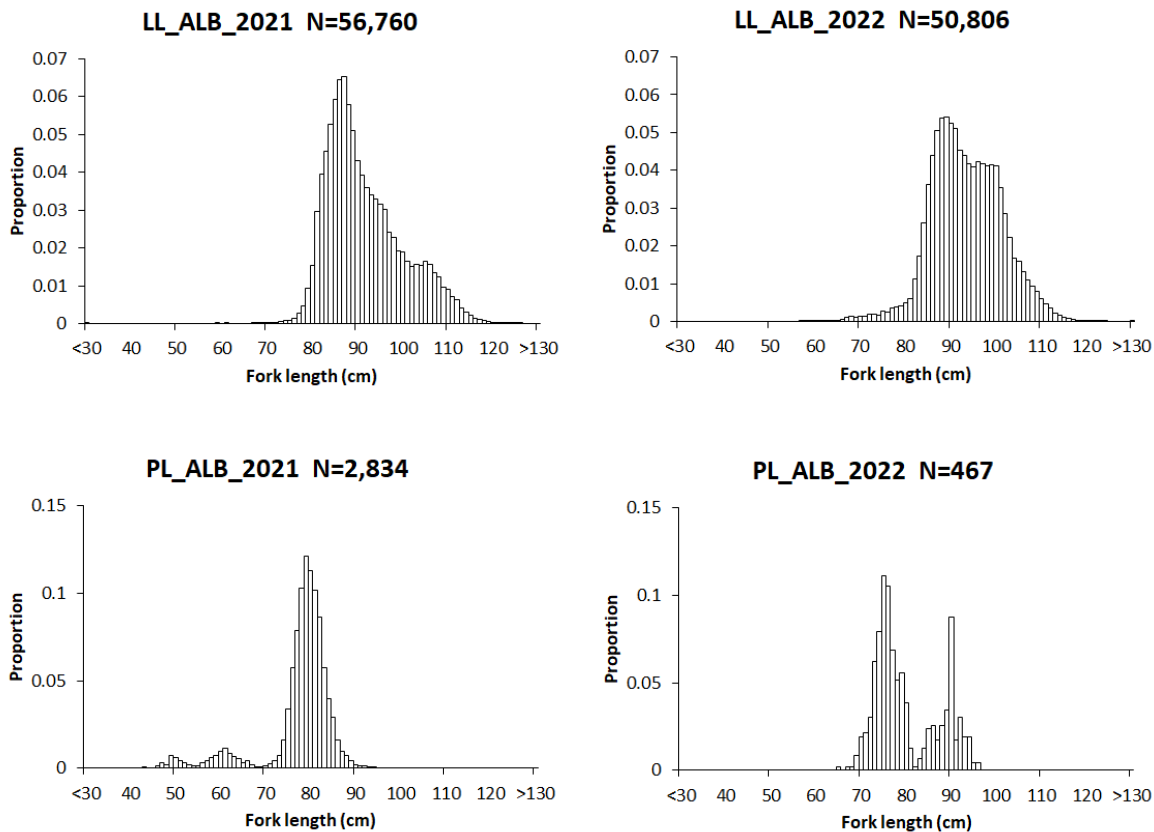 LL_ALB_2021 N=56,760
0.07
0.06
0.05
0.04
0.03
0.02
0.01
0
Proportion
<30 40 50 60 70 80 90 100 110 120 >130
Fork length (cm)
LL_ALB_2022 N=50,806
0.07
0.06
0.05
0.04
0.03
0.02
0.01
0
Proportion
<30 40 50 60 70 80 90 100 110 120 >130
Fork length (cm)
PL_ALB_2021 N=2,834
0.15
0.1
0.05
0
Proportion
<30 40 50 60 70 80 90 100 110 120 >130
Fork length (cm)
PL_ALB_2022 N=467
0.15
0.1
0.05
0
Proportion
<30 40 50 60 70 80 90 100 110 120 >130
Fork length (cm)